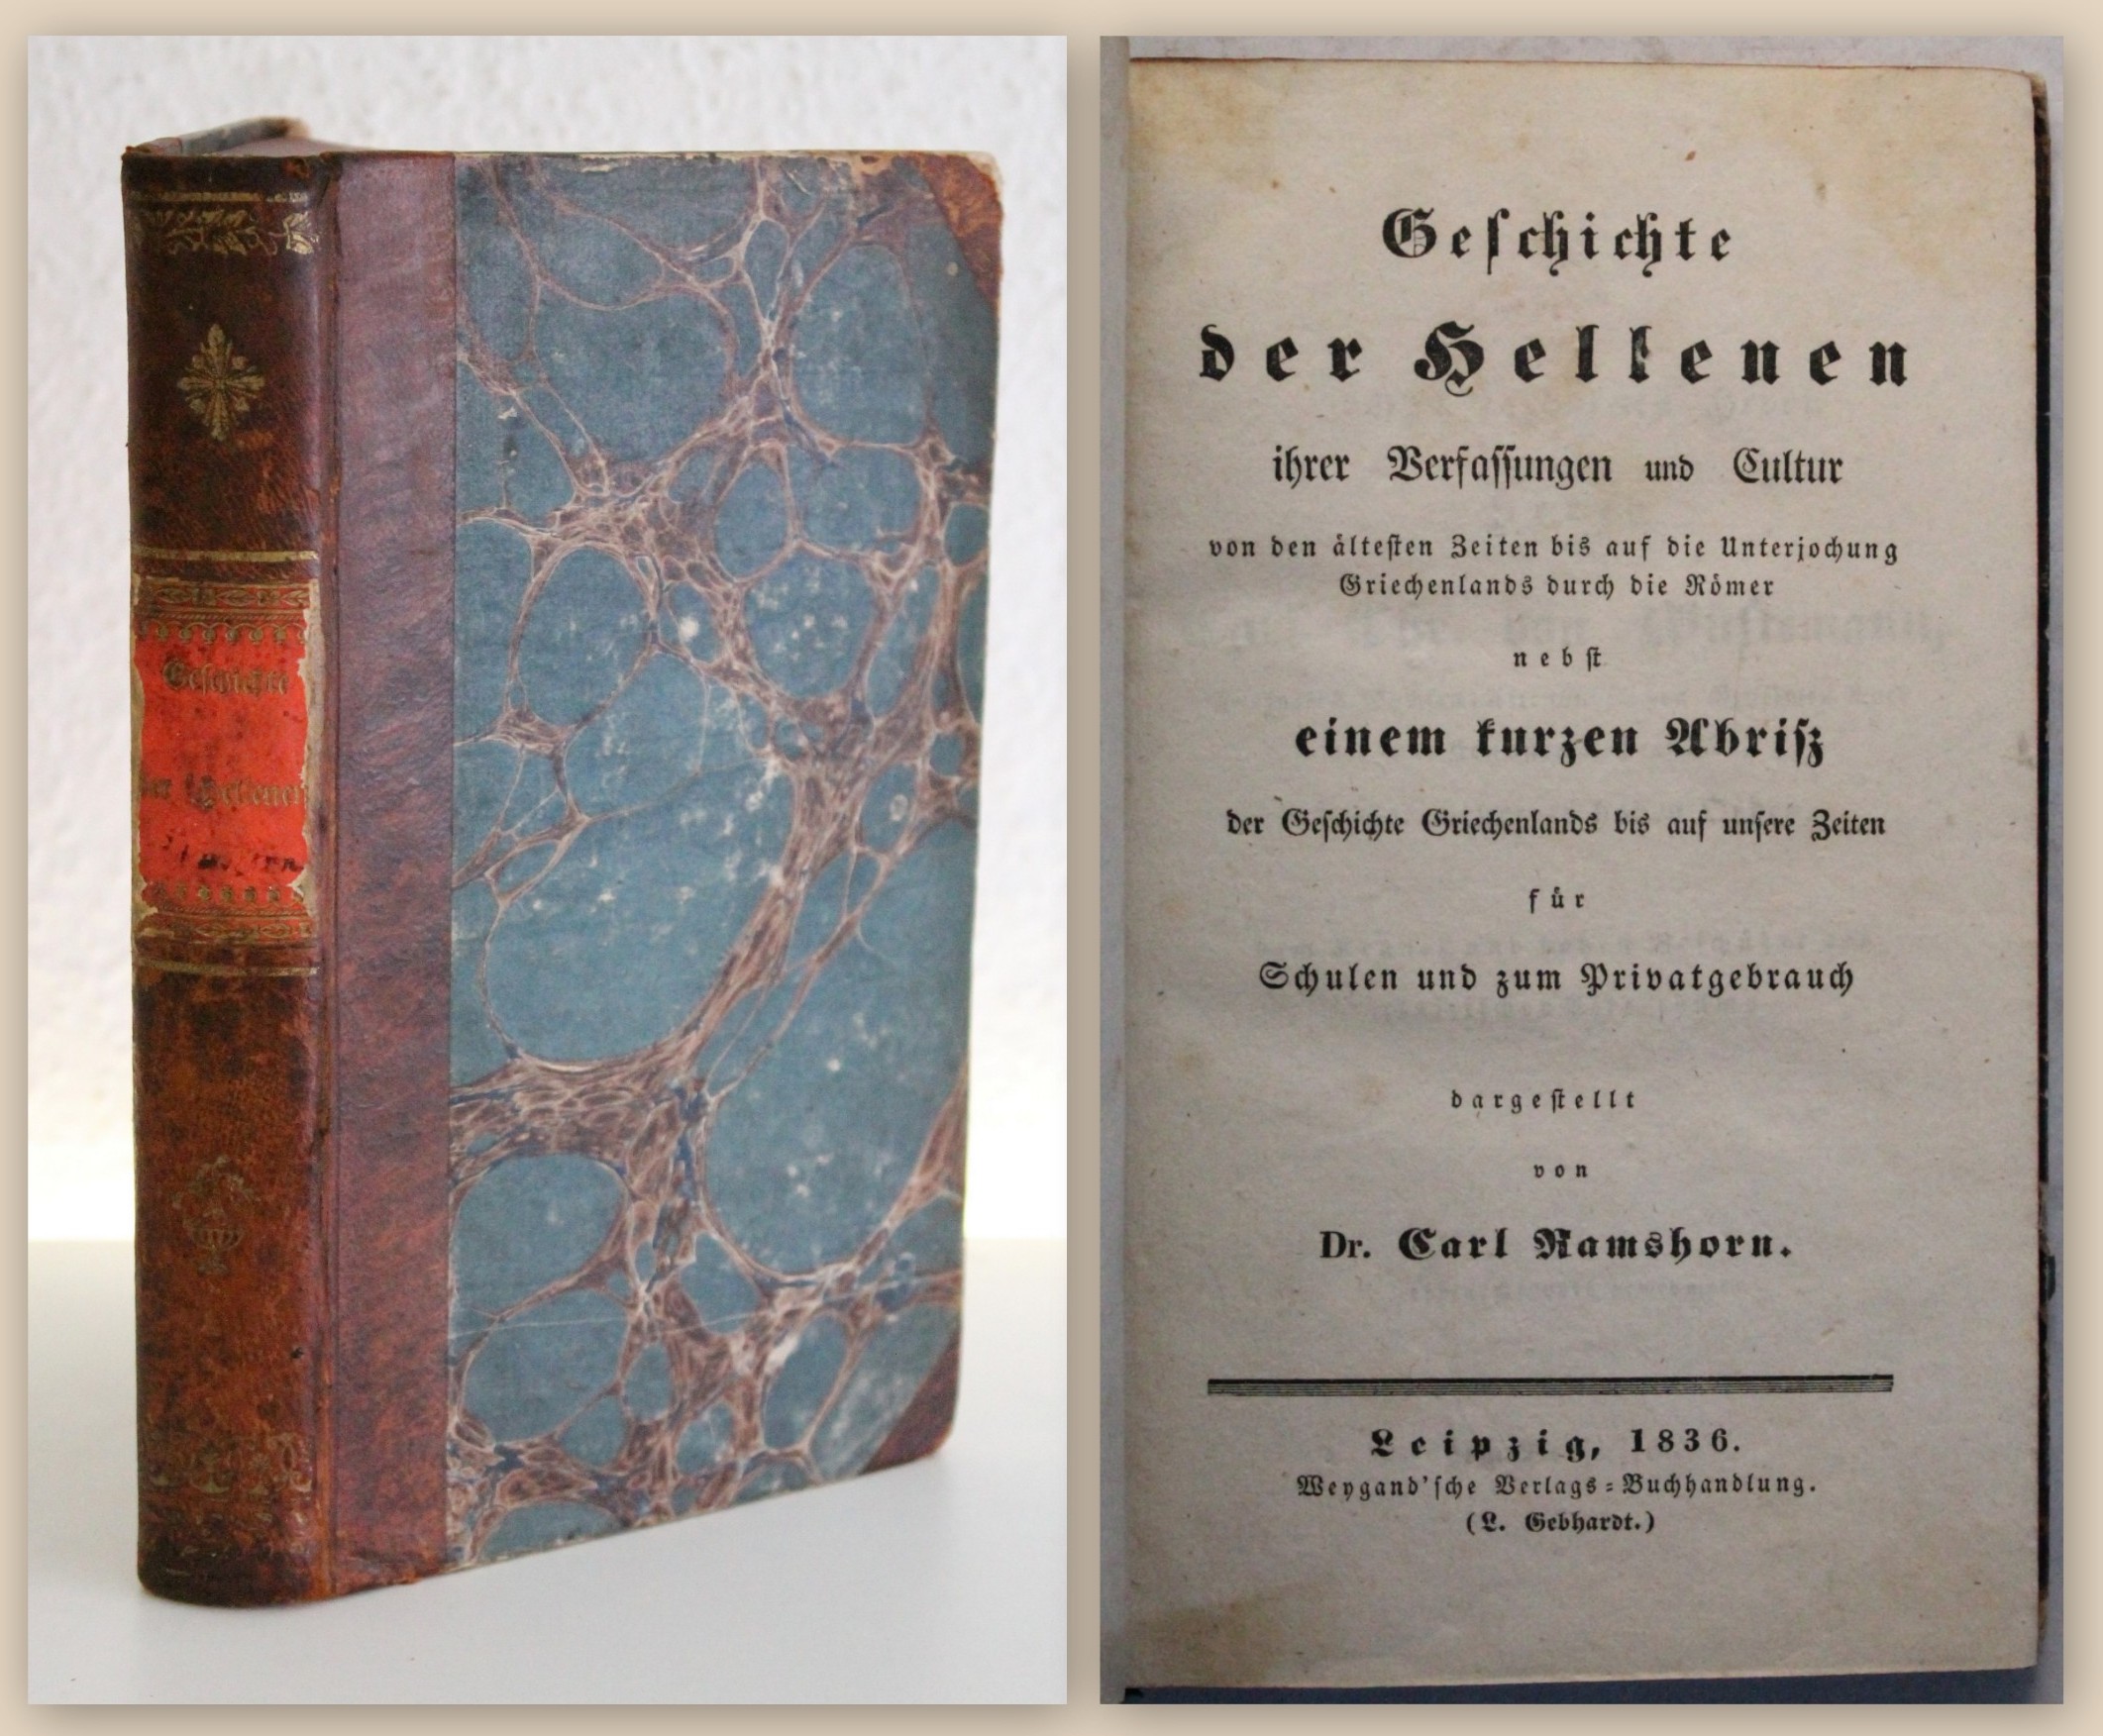 Geschichte
Hellenen
Geſchichte
der Hellenen
ihrer Verfaſſungen und Cultur
von den älteſten Zeiten bis auf die Unterjochung
Griechenlands durch die Römer
nebſt
einem kurzen Abriſz
der Geſchichte Griechenlands bis auf unſere Zeiten
für
Schulen und zum Privatgebrauch
dargeſtellt
von
Dr. Carl Ramshorn.
Leipzig, 1836.
Weygand'ſche Verlags=Buchhandlung.
(L. Gebhardt.)